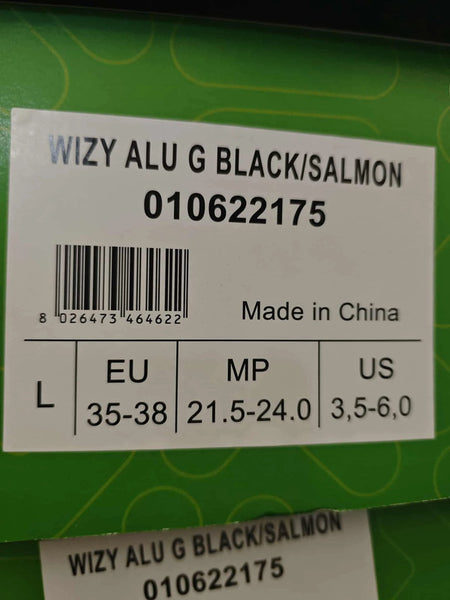 WIZY ALU G BLACK/SALMON
010622175
8 026473 464622
Made in China
L
EU
35-38
MP
21.5-24.0
US
3,5-6,0
WIZY ALU G BLACK/SALMON
010622175